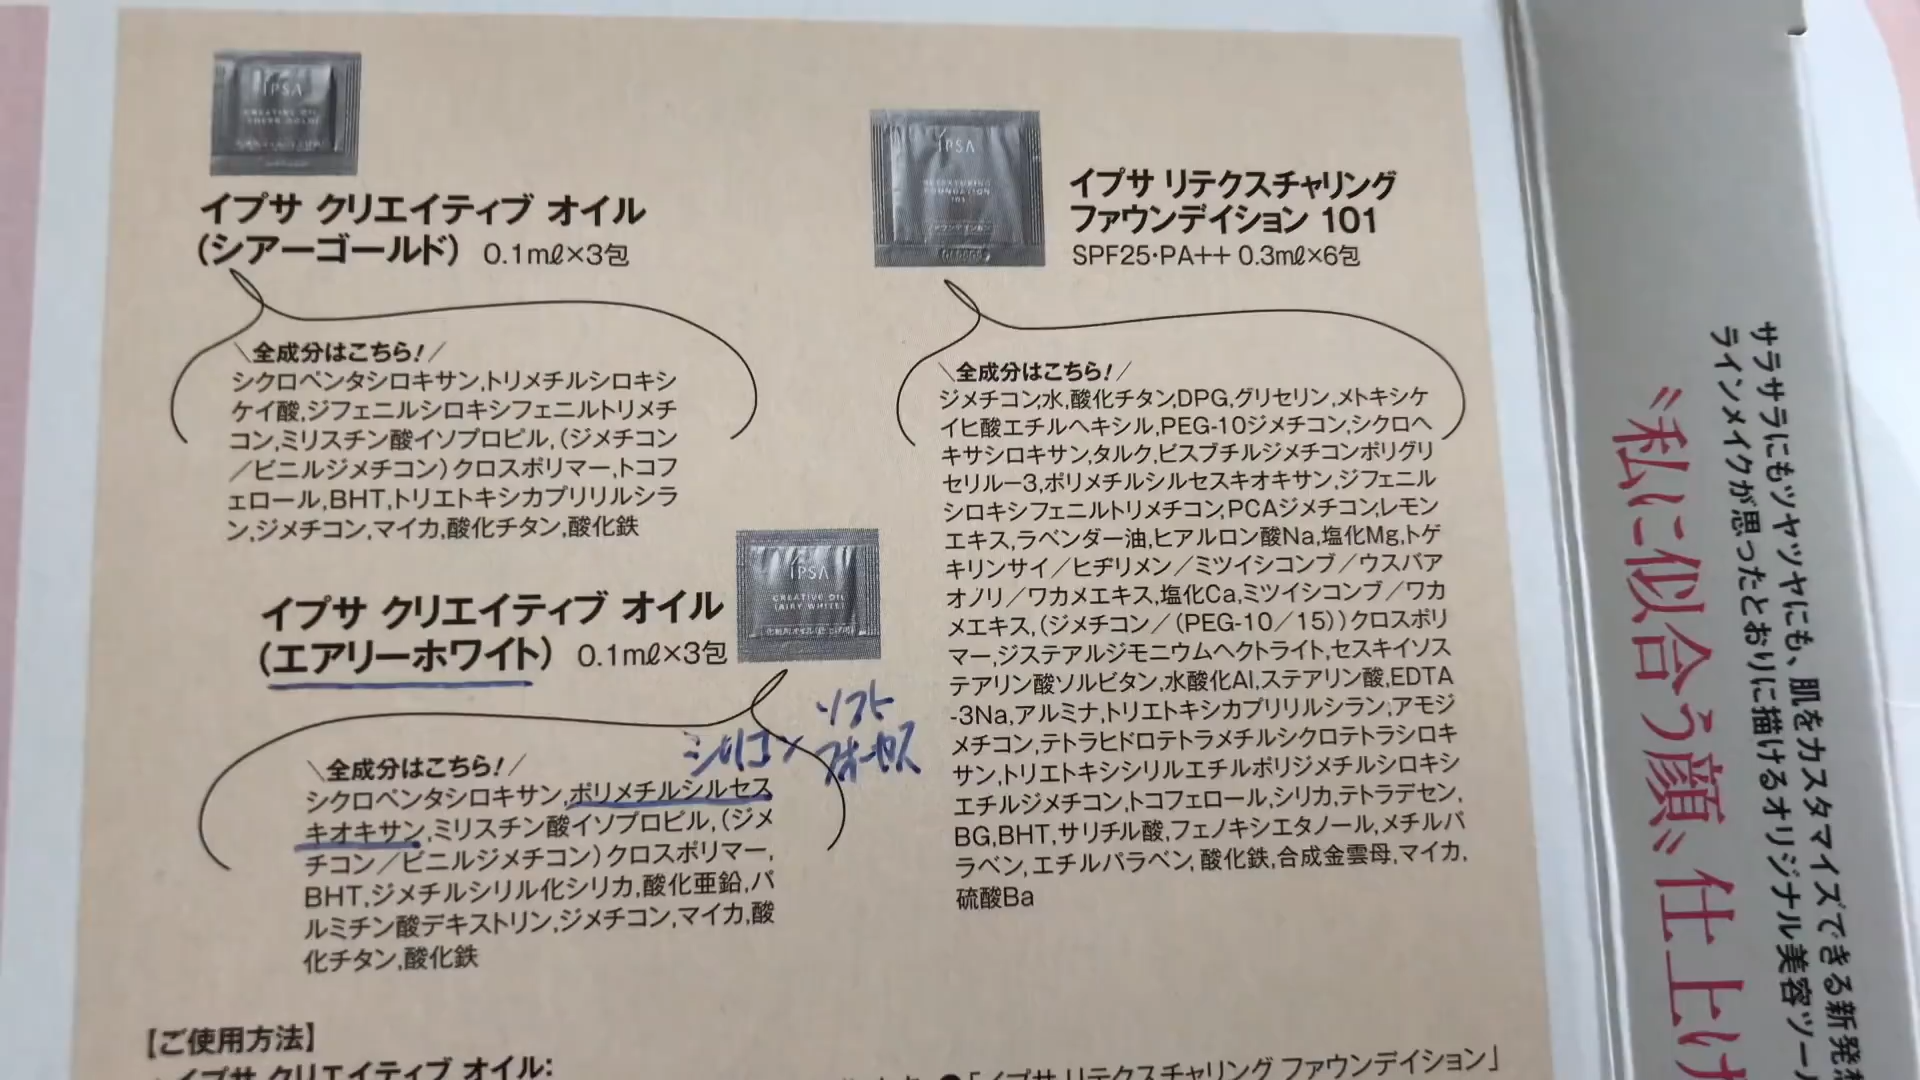 IPSA
イプサ クリエイティブ オイル
(シアーゴールド) 0.1mℓ×3包
\全成分はこちら!/
シクロペンタシロキサン,トリメチルシロキシ
ケイ酸,ジフェニルシロキシフェニルトリメチ
コン,ミリスチン酸イソプロピル,(ジメチコン
/ビニルジメチコン)クロスポリマー,トコフ
ェロール,BHT,トリエトキシカプリリルシラ
ン,ジメチコン,マイカ,酸化チタン,酸化鉄
イプサ クリエイティブ オイル
(エアリーホワイト) 0.1mℓ×3包
IPSA
CREATIVE OIL
(AIRY WHITE)
ソフト
シリコン フォーカス
\全成分はこちら!/
シクロペンタシロキサン,ポリメチルシルセス
キオキサン,ミリスチン酸イソプロピル,(ジメ
チコン/ビニルジメチコン)クロスポリマー,
BHT,ジメチルシリル化シリカ,酸化亜鉛,パ
ルミチン酸デキストリン,ジメチコン,マイカ,酸
化チタン,酸化鉄
【ご使用方法】
イプサ クリエイティブ オイル:
IPSA
RETEXTURING
FOUNDATION
101
イプサ リテクスチャリング
ファウンデイション 101
SPF25・PA++ 0.3mℓ×6包
\全成分はこちら!/
ジメチコン,水,酸化チタン,DPG,グリセリン,メトキシケ
イヒ酸エチルヘキシル,PEG-10ジメチコン,シクロヘ
キサシロキサン,タルク,ビスブチルジメチコンポリグリ
セリル−3,ポリメチルシルセスキオキサン,ジフェニル
シロキシフェニルトリメチコン,PCAジメチコン,レモン
エキス,ラベンダー油,ヒアルロン酸Na,塩化Mg,トゲ
キリンサイ/ヒヂリメン/ミツイシコンブ/ウスバア
オノリ/ワカメエキス,塩化Ca,ミツイシコンブ/ワカ
メエキス,(ジメチコン/(PEG-10/15))クロスポリ
マー,ジステアルジモニウムヘクトライト,セスキイソス
テアリン酸ソルビタン,水酸化Al,ステアリン酸,EDTA
-3Na,アルミナ,トリエトキシカプリリルシラン,アモジ
メチコン,テトラヒドロテトラメチルシクロテトラシロキ
サン,トリエトキシシリルエチルポリジメチルシロキシ
エチルジメチコン,トコフェロール,シリカ,テトラデセン,
BG,BHT,サリチル酸,フェノキシエタノール,メチルパ
ラベン,エチルパラベン,酸化鉄,合成金雲母,マイカ,
硫酸Ba
「イプサ リテクスチャリング ファウンデイション」
サラサラにもツヤツヤにも、肌をカスタマイズできる新発
ラインメイクが思ったとおりに描けるオリジナル美容ツール
〝私に似合う顔〟仕上げ